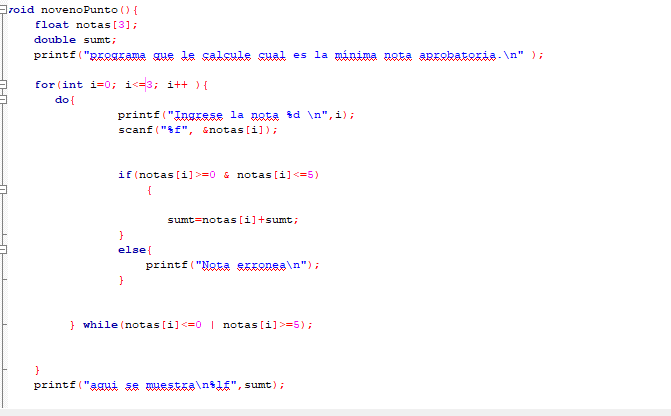 void novenoPunto(){
float notas[3];
double sumt;
printf("programa que le calcule cual es la mínima nota aprobatoria.\n" );
for(int i=0; i<=3; i++ ){
do{
printf("Ingrese la nota %d \n",i);
scanf("%f", &notas[i]);
if(notas[i]>=0 & notas[i]<=5)
{
sumt=notas[i]+sumt;
}
else{
printf("Nota erronea\n");
}
} while(notas[i]<=0 | notas[i]>=5);
}
printf("aqui se muestra\n%lf",sumt);